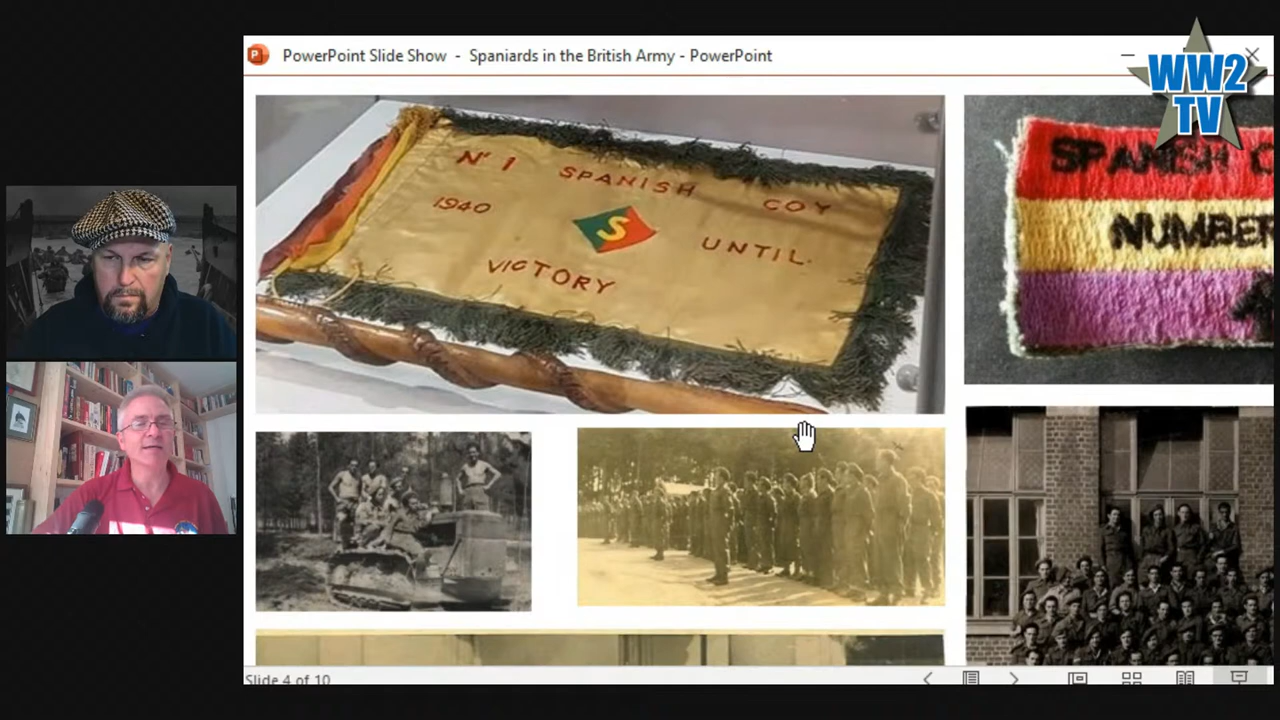 PowerPoint Slide Show - Spaniards in the British Army - PowerPoint
WW2
TV
Nº 1 SPANISH COY
1940 S UNTIL
VICTORY
SPANISH
NUMBER
Slide 4 of 10